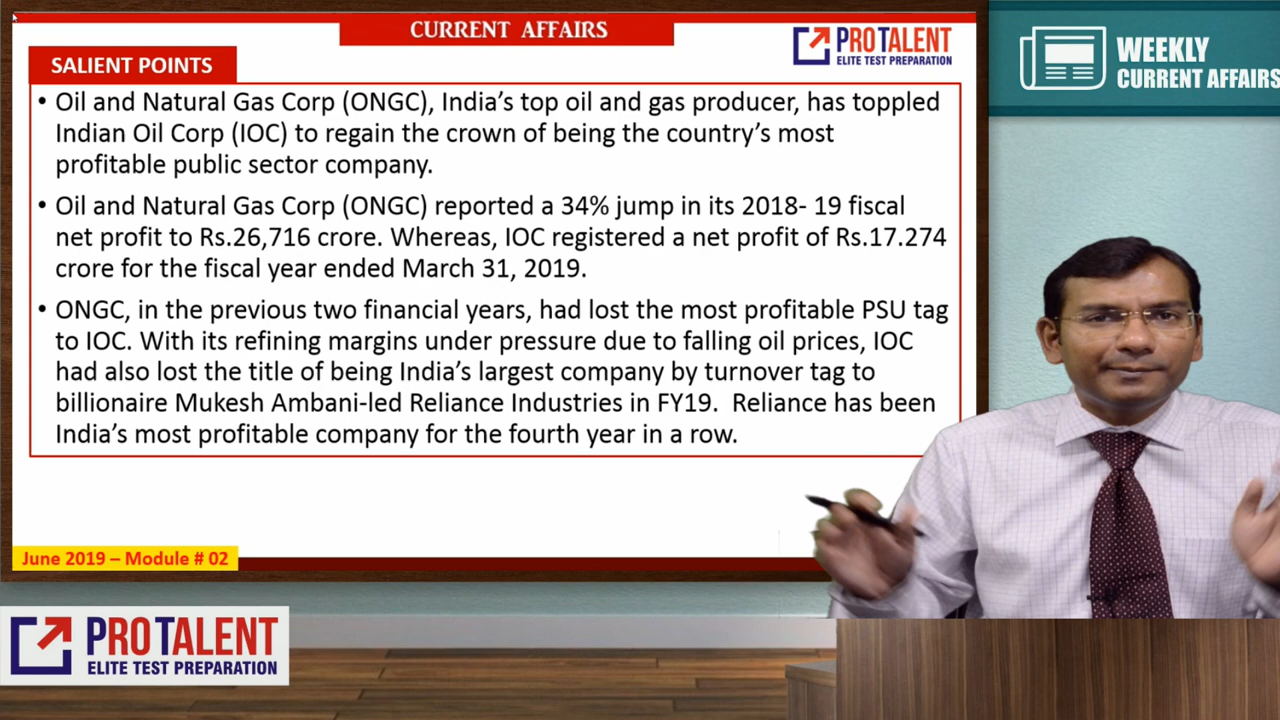 CURRENT AFFAIRS
PROTALENT
ELITE TEST PREPARATION
WEEKLY
CURRENT AFFAIRS
SALIENT POINTS
• Oil and Natural Gas Corp (ONGC), India’s top oil and gas producer, has toppled
Indian Oil Corp (IOC) to regain the crown of being the country’s most
profitable public sector company.
• Oil and Natural Gas Corp (ONGC) reported a 34% jump in its 2018- 19 fiscal
net profit to Rs.26,716 crore. Whereas, IOC registered a net profit of Rs.17.274
crore for the fiscal year ended March 31, 2019.
• ONGC, in the previous two financial years, had lost the most profitable PSU tag
to IOC. With its refining margins under pressure due to falling oil prices, IOC
had also lost the title of being India’s largest company by turnover tag to
billionaire Mukesh Ambani-led Reliance Industries in FY19. Reliance has been
India’s most profitable company for the fourth year in a row.
June 2019 – Module # 02
PROTALENT
ELITE TEST PREPARATION